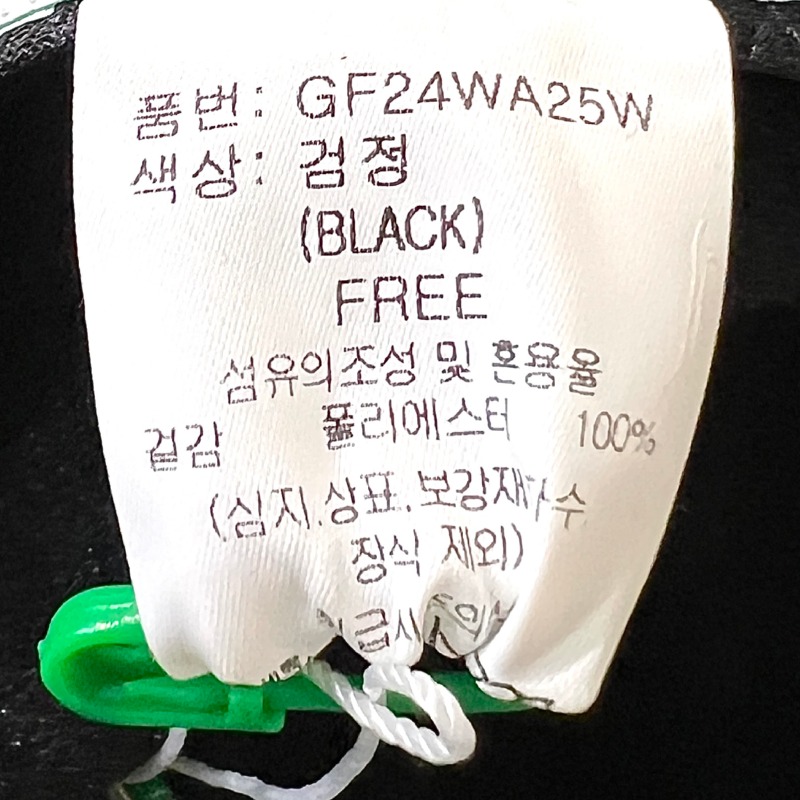 품번: GF24WA25W
색상: 검정
(BLACK)
FREE
섬유의조성 및 혼용율
겉감 폴리에스터 100%
(심지.상표.보강재자수
장식 제외)